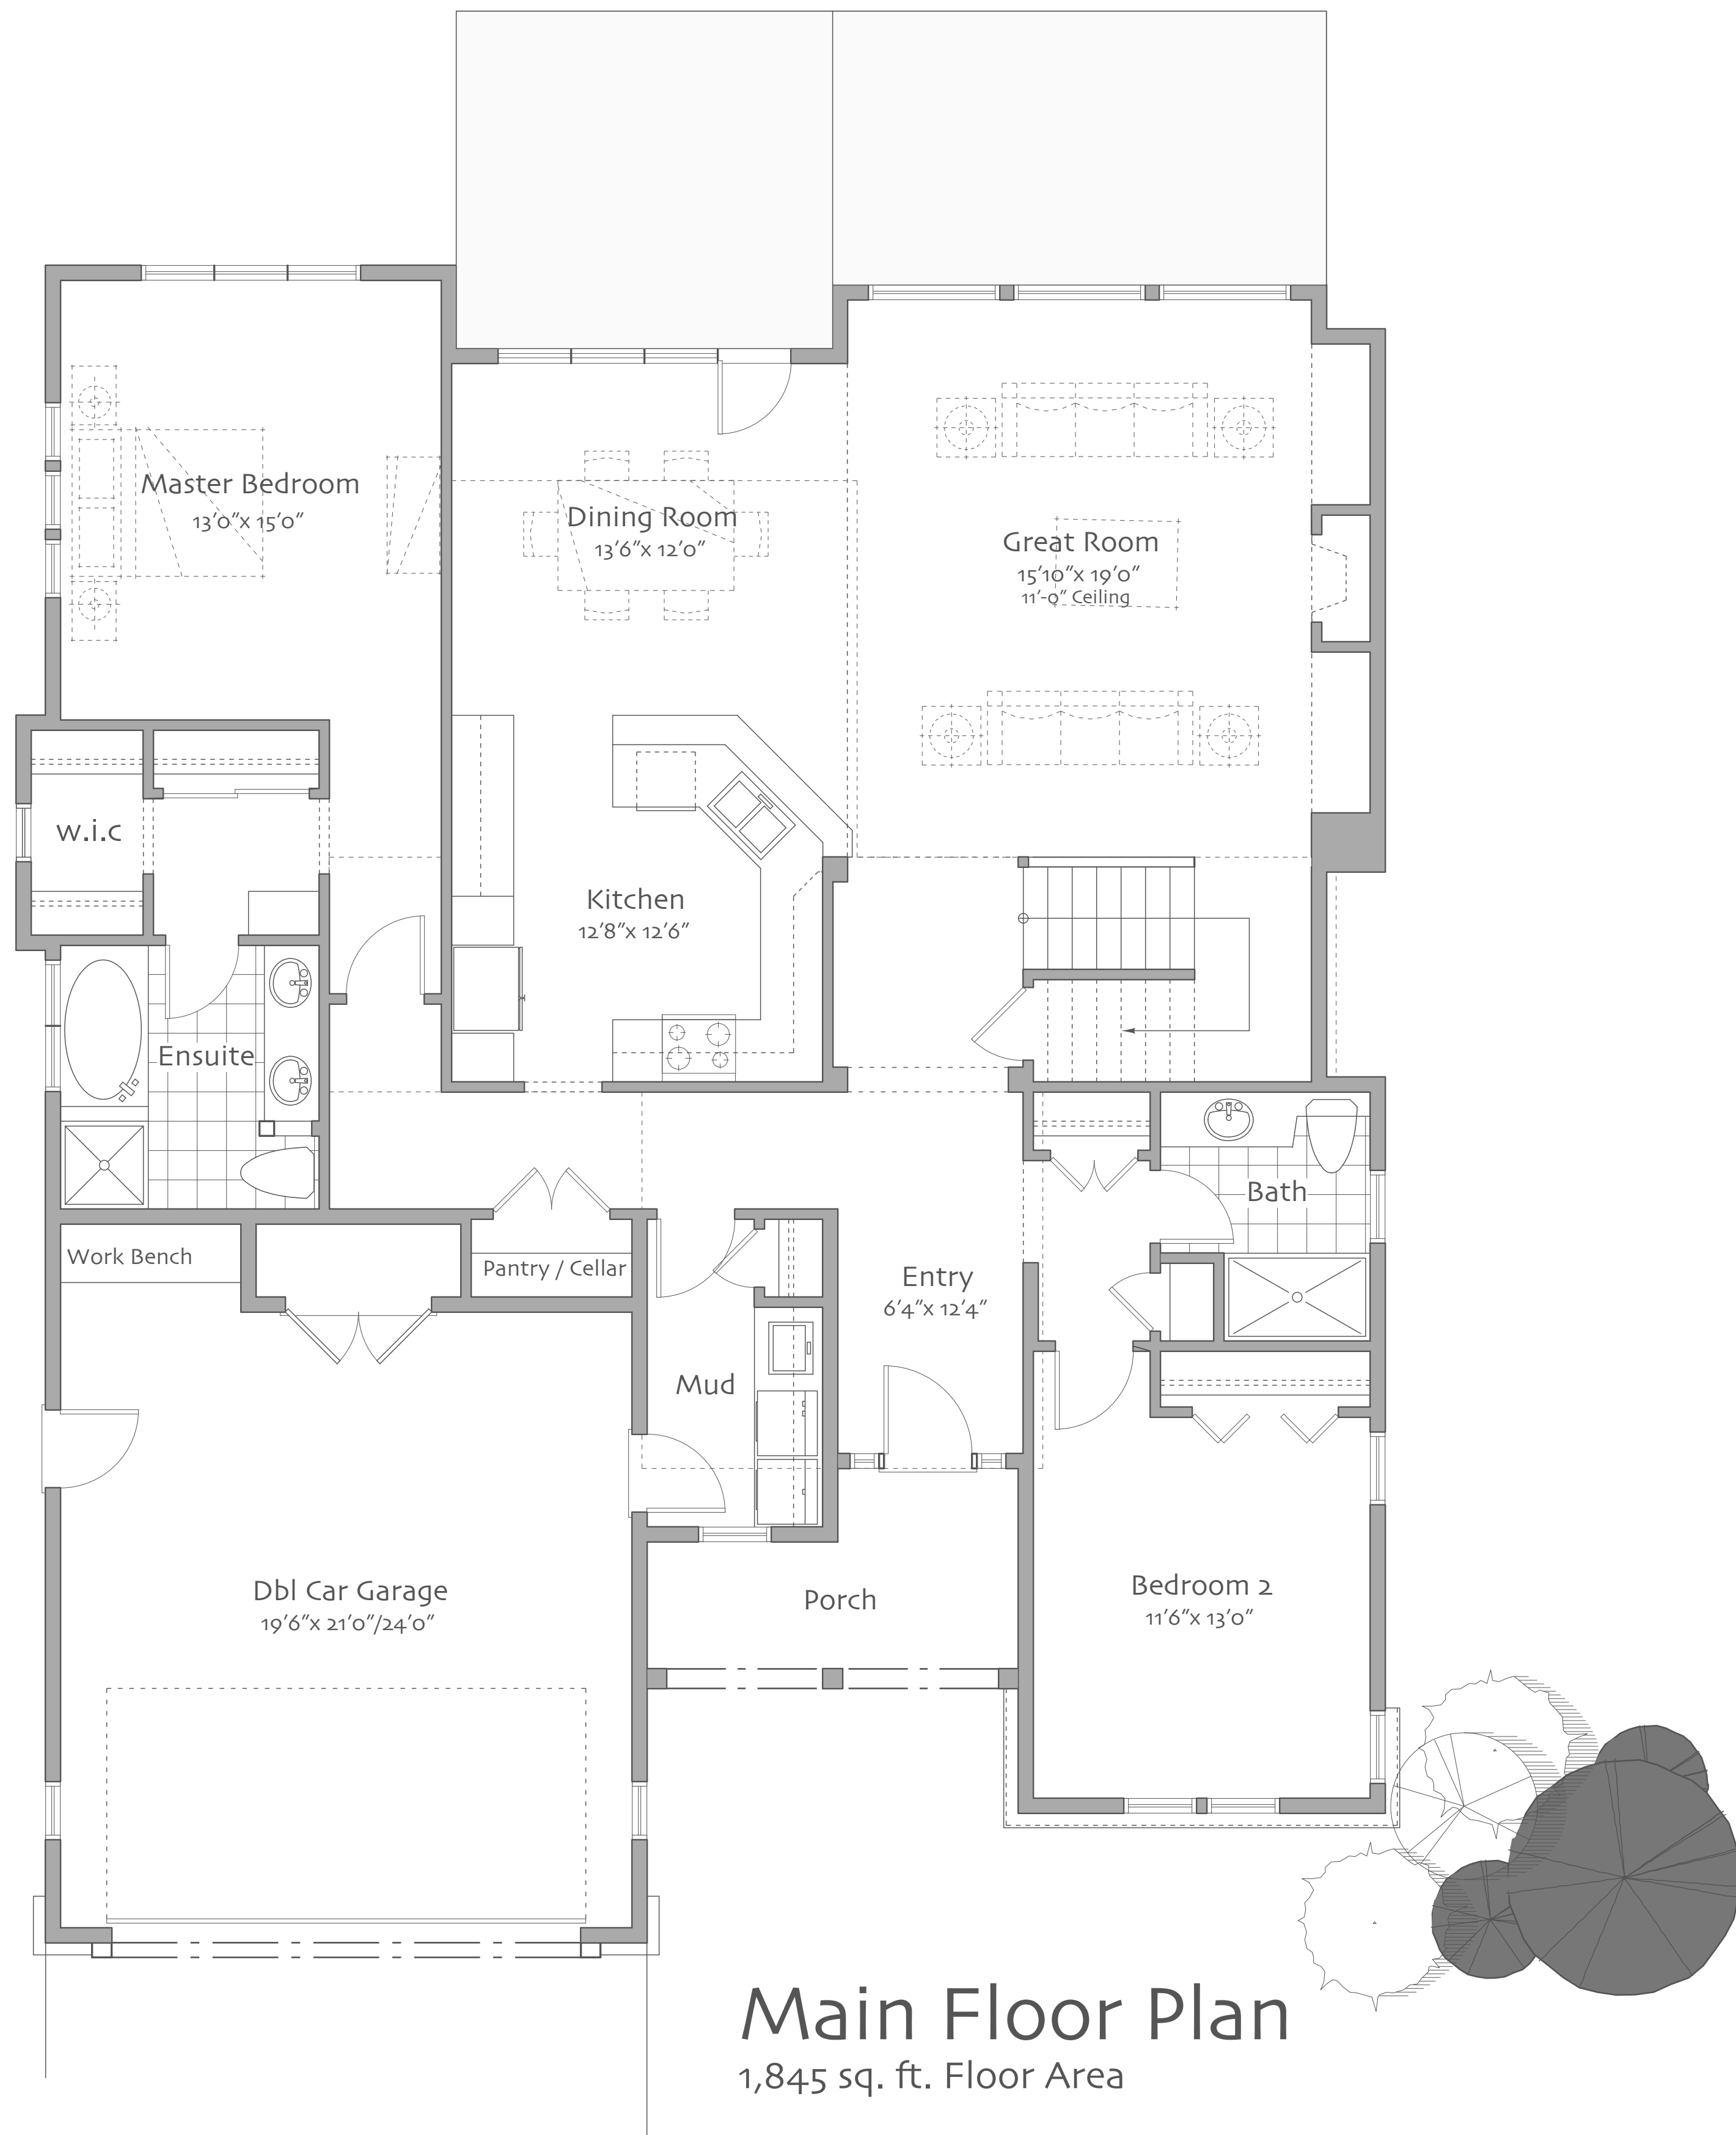 Master Bedroom
13'0"x 15'0"
Dining Room
13'6"x 12'0"
Great Room
15'10"x 19'0"
11'-0" Ceiling
w.i.c
Kitchen
12'8"x 12'6"
Ensuite
Bath
Work Bench
Pantry / Cellar
Entry
6'4"x 12'4"
Mud
Dbl Car Garage
19'6"x 21'0"/24'0"
Porch
Bedroom 2
11'6"x 13'0"
Main Floor Plan
1,845 sq. ft. Floor Area